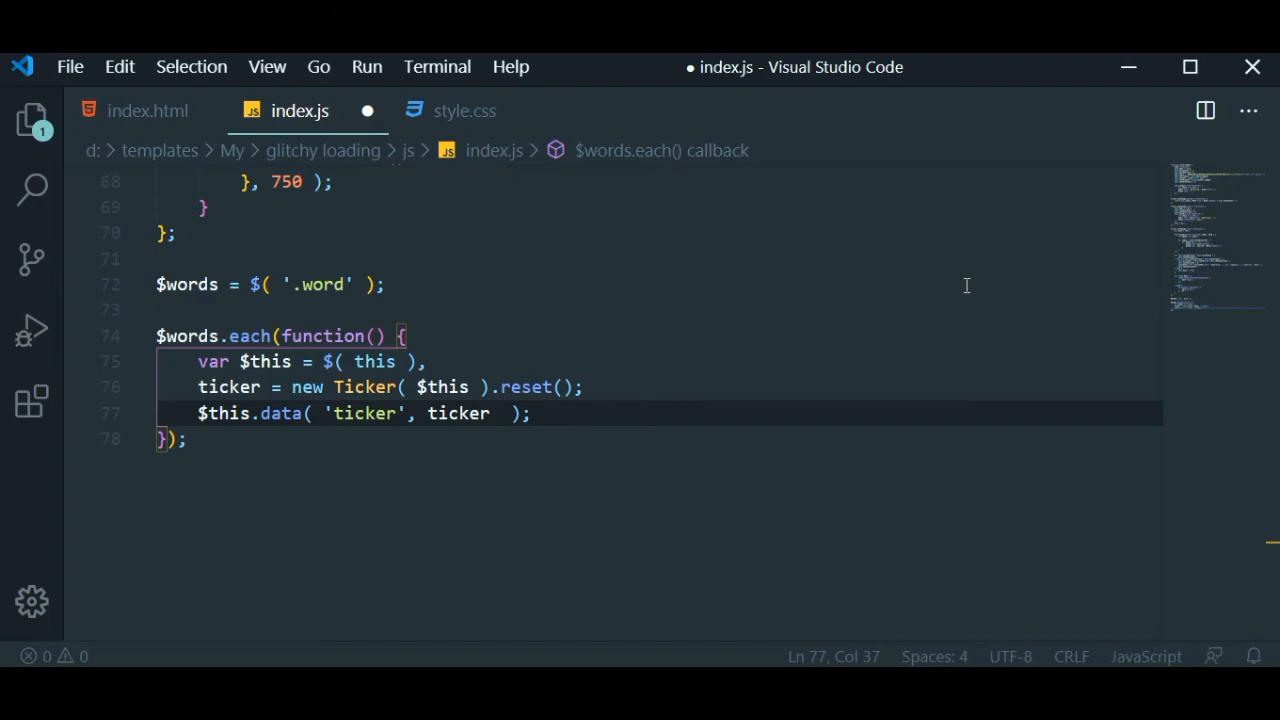 File Edit Selection View Go Run Terminal Help ● index.js - Visual Studio Code
index.html JS index.js ● style.css
d: > templates > My > glitchy loading > js > JS index.js > $words.each() callback
1
68 }, 750 );
69 }
70 };
71
72 $words = $( '.word' );
73
74 $words.each(function() {
75 var $this = $( this ),
76 ticker = new Ticker( $this ).reset();
77 $this.data( 'ticker', ticker  );
78 });
0 0 Ln 77, Col 37 Spaces: 4 UTF-8 CRLF JavaScript